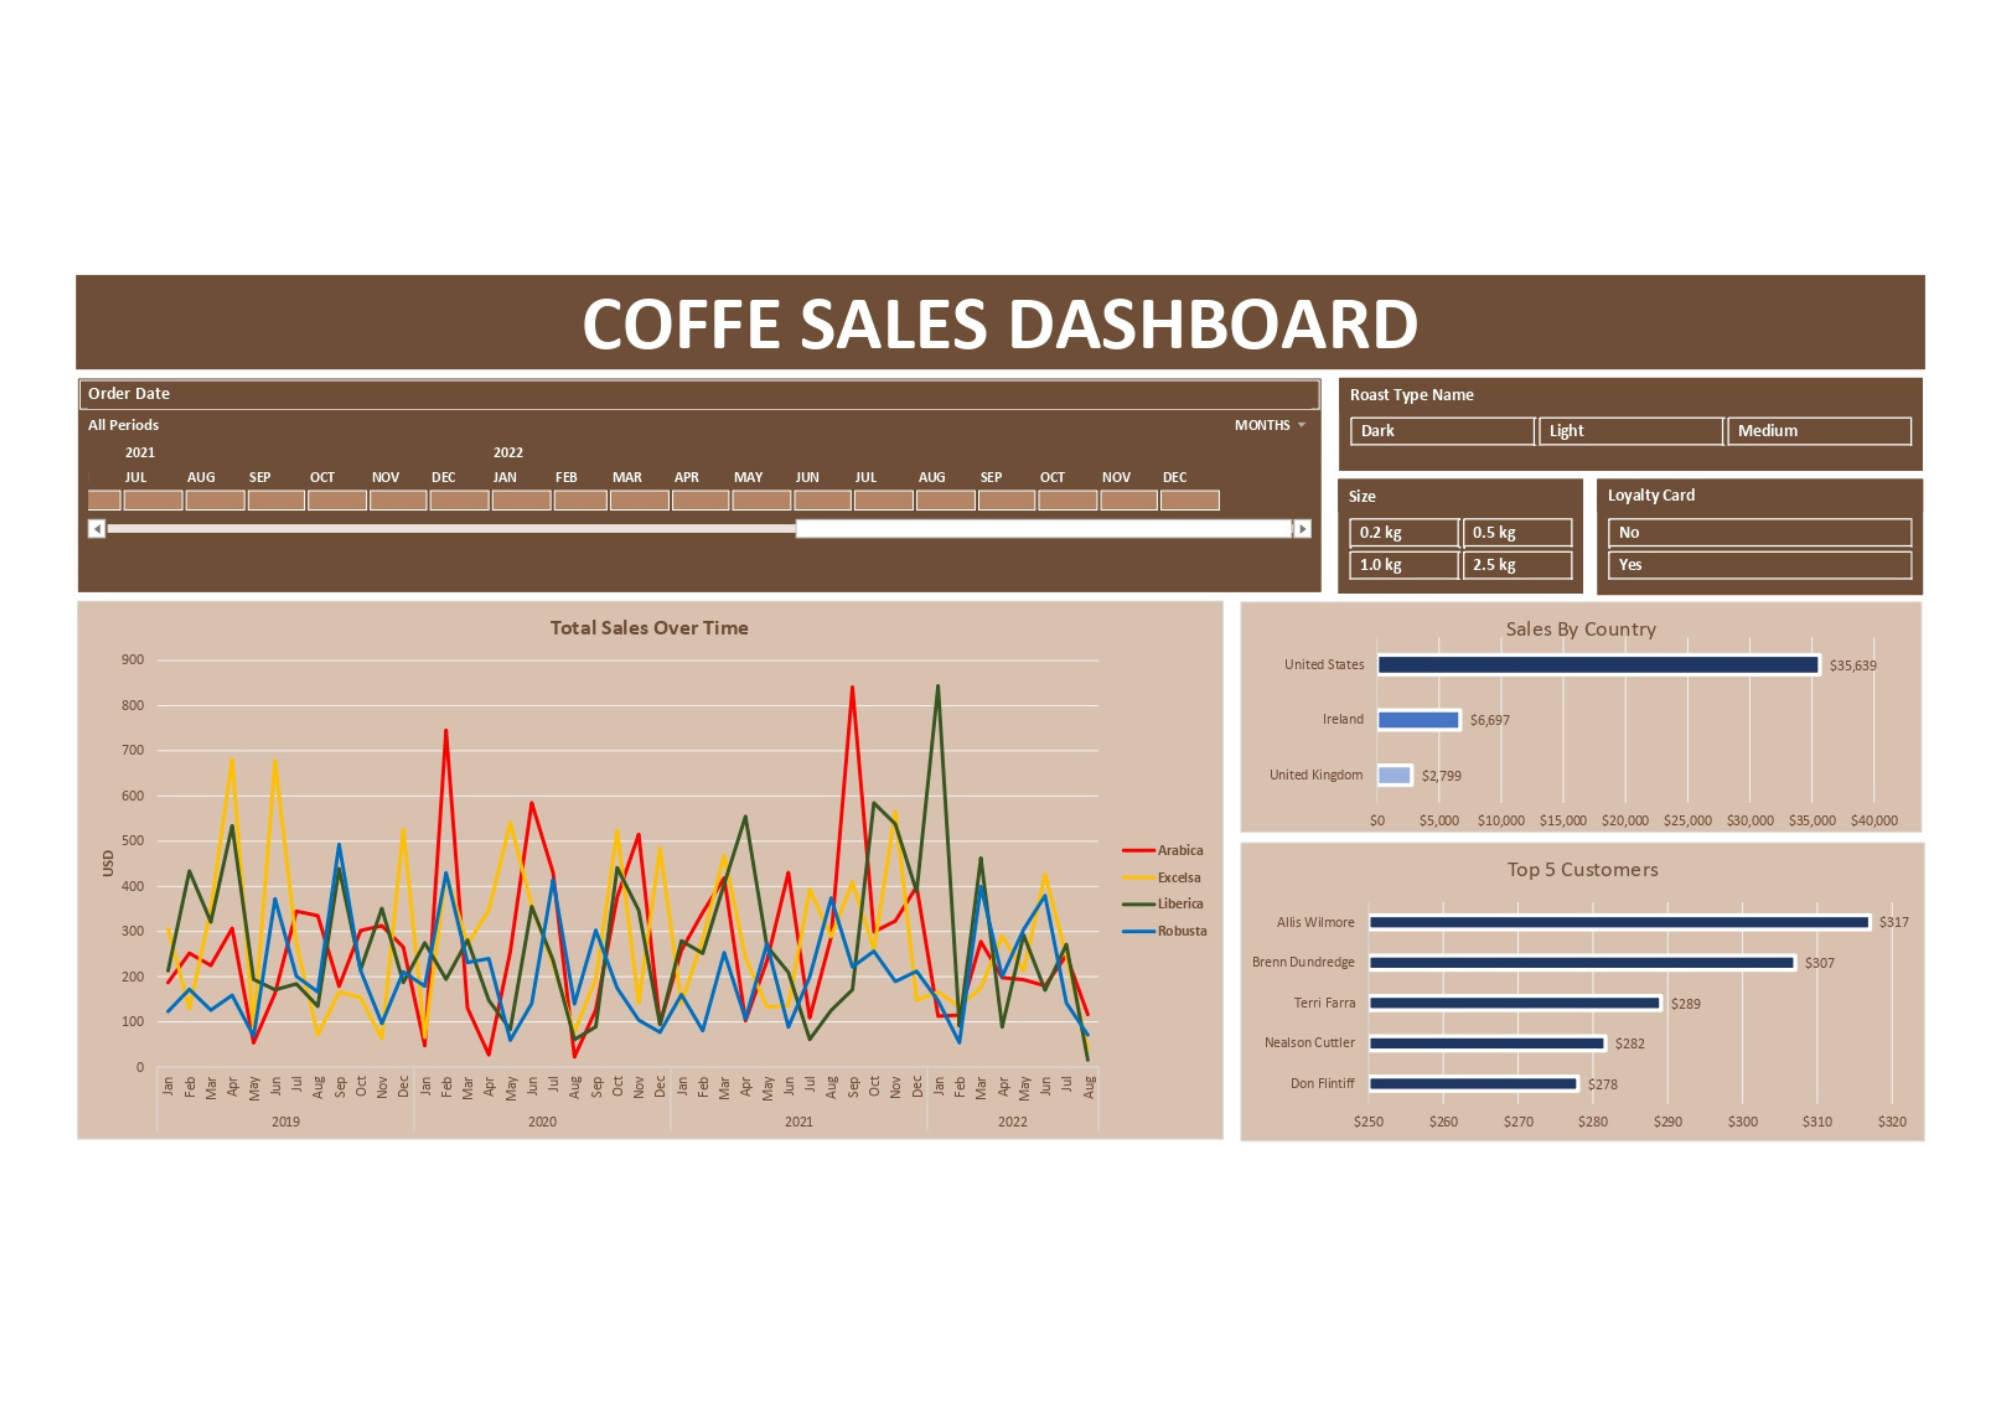 COFFE SALES DASHBOARD
Order Date
All Periods
MONTHS
2021 2022
JUL AUG SEP OCT NOV DEC JAN FEB MAR APR MAY JUN JUL AUG SEP OCT NOV DEC
Roast Type Name
Dark Light Medium
Size
0.2 kg 0.5 kg
1.0 kg 2.5 kg
Loyalty Card
No
Yes
Total Sales Over Time
900
800
700
600
500
400
300
200
100
0
USD
Jan Feb Mar Apr May Jun Jul Aug Sep Oct Nov Dec Jan Feb Mar Apr May Jun Jul Aug Sep Oct Nov Dec Jan Feb Mar Apr May Jun Jul Aug Sep Oct Nov Dec Jan Feb Mar Apr May Jun Jul Aug
2019 2020 2021 2022
Arabica
Excelsa
Liberica
Robusta
Sales By Country
United States $35,639
Ireland $6,697
United Kingdom $2,799
$0 $5,000 $10,000 $15,000 $20,000 $25,000 $30,000 $35,000 $40,000
Top 5 Customers
Allis Wilmore $317
Brenn Dundredge $307
Terri Farra $289
Nealson Cuttler $282
Don Flintiff $278
$250 $260 $270 $280 $290 $300 $310 $320